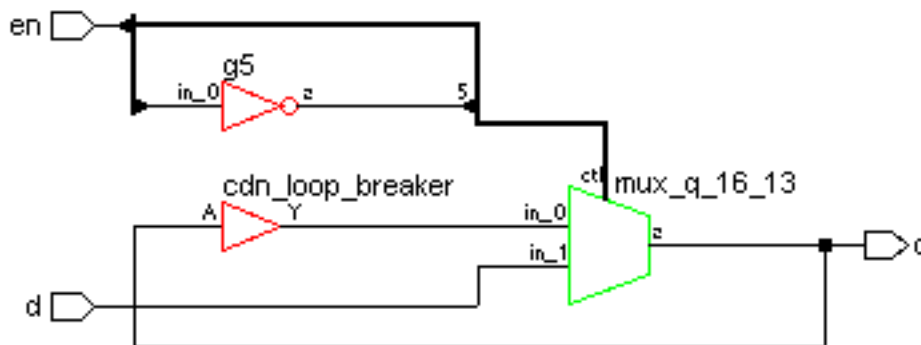 en
g5
in_0 z 5
cdn_loop_breaker
ctl mux_q_16_13
A Y in_0
z
in_1
d